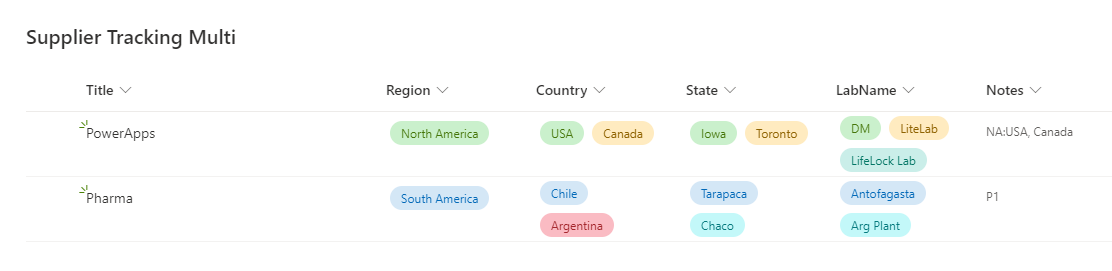 Supplier Tracking Multi
Title Region Country State LabName Notes
PowerApps North America USA Canada Iowa Toronto DM LiteLab NA:USA, Canada
LifeLock Lab
Pharma South America Chile Tarapaca Antofagasta P1
Argentina Chaco Arg Plant